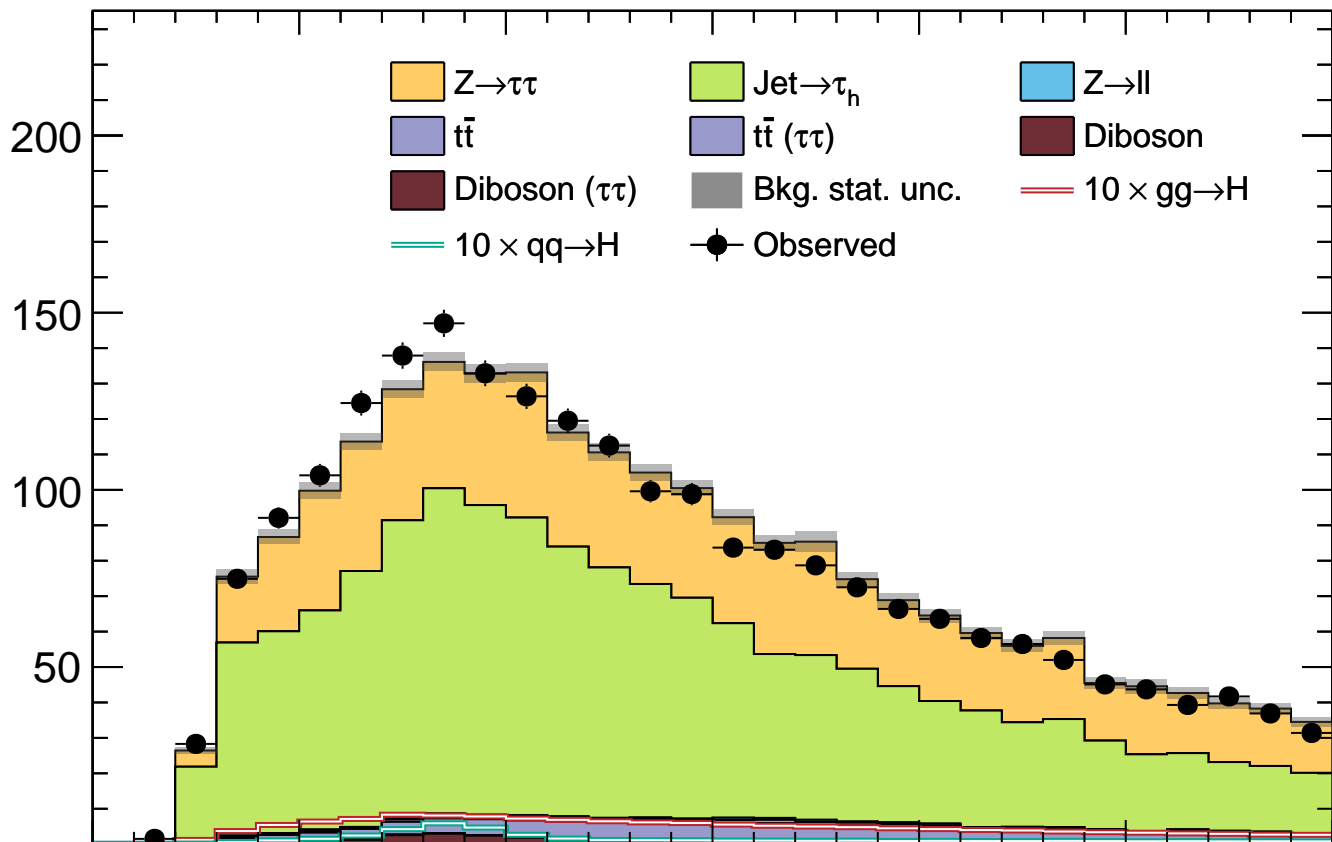 Z→ττ Jet→τₕ Z→ll
tt̄ tt̄ (ττ) Diboson
Diboson (ττ) Bkg. stat. unc. 10 × gg→H
10 × qq→H Observed
200
150
100
50